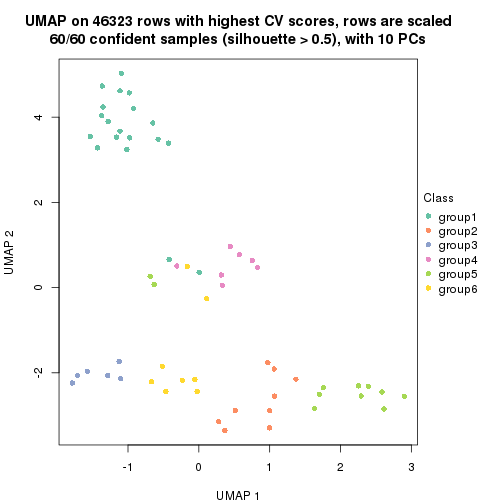 UMAP on 46323 rows with highest CV scores, rows are scaled
60/60 confident samples (silhouette > 0.5), with 10 PCs
4
2
0
-2
UMAP 2
-1
0
1
2
3
UMAP 1
Class
group1
group2
group3
group4
group5
group6